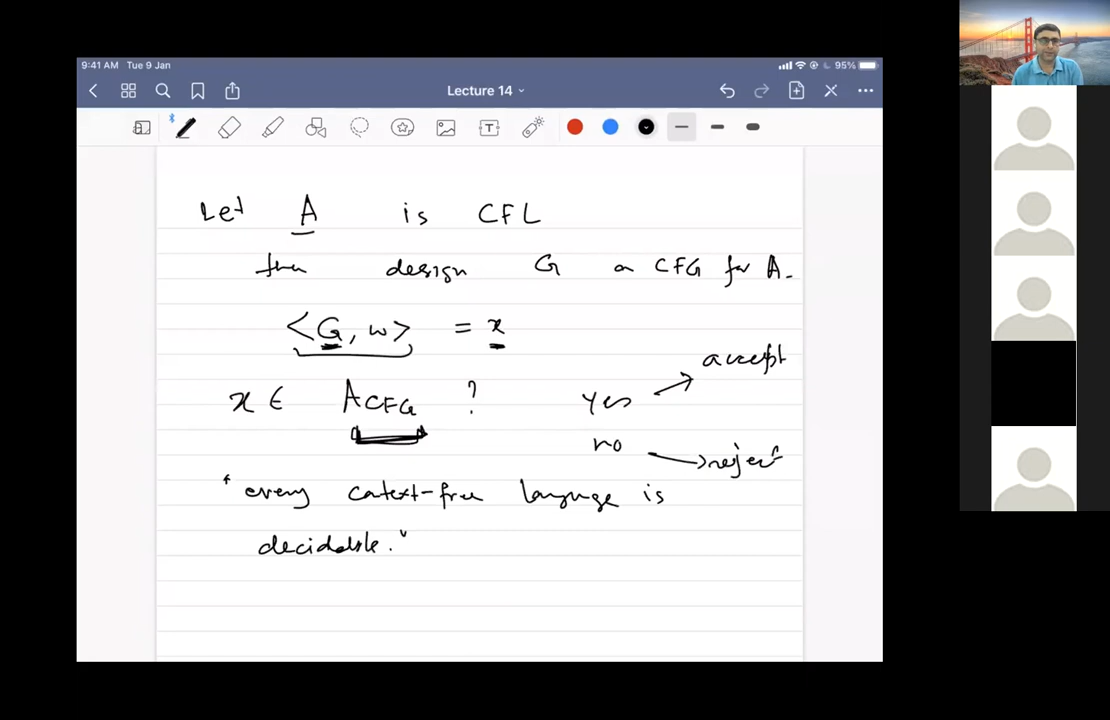 9:41 AM Tue 9 Jan 95%
Lecture 14
Let A is CFL
then design G a CFG for A.
<G, w> = x
accept
x ∈ ACFG ? yes
no reject
"every context-free language is
decidable."